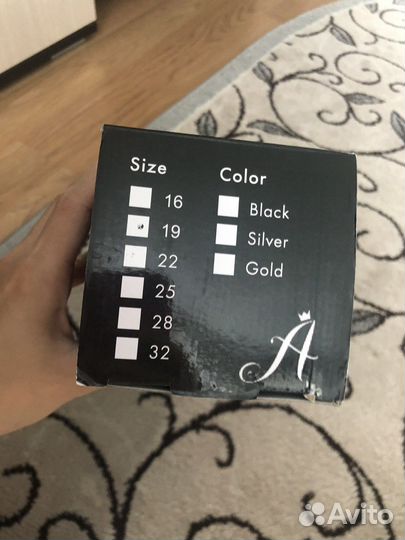 Size
16
19
22
25
28
32
Color
Black
Silver
Gold
A
Avito